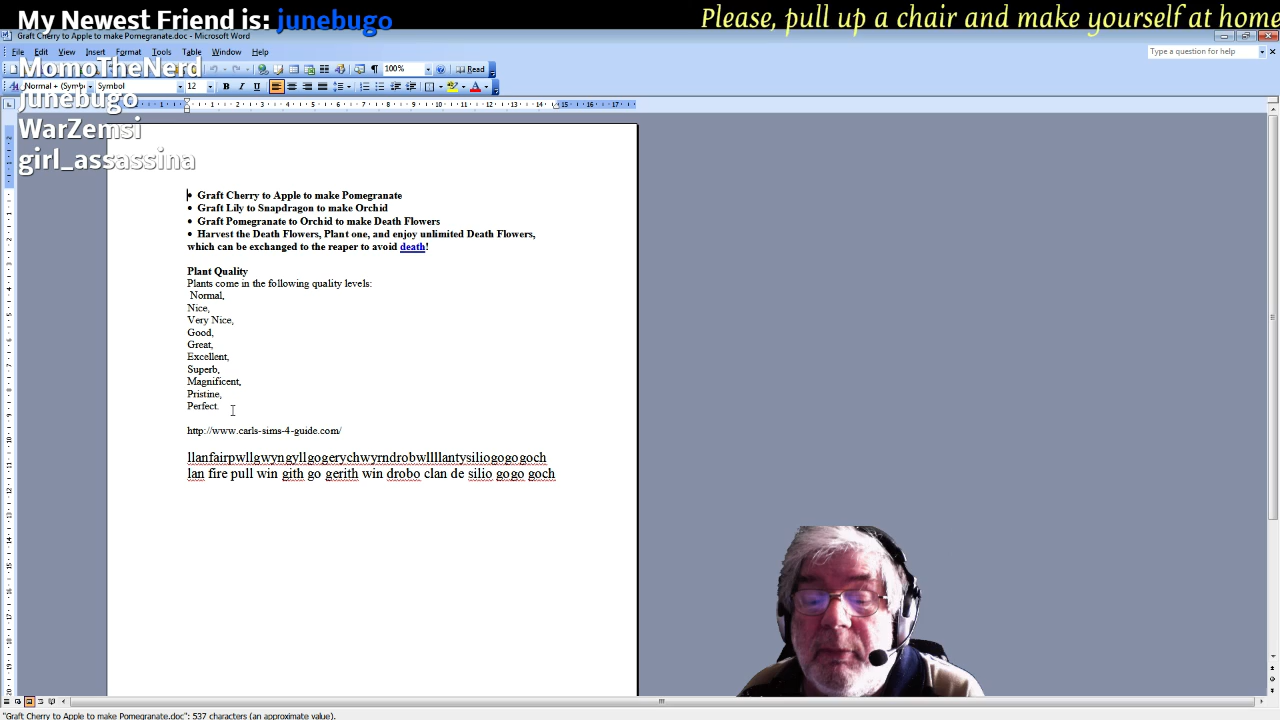 My Newest Friend is: junebugo
Please, pull up a chair and make yourself at home
Graft Cherry to Apple to make Pomegranate.doc - Microsoft Word
File Edit View Insert Format Tools Table Window Help
Type a question for help
MomoTheNerd
100%
Read
Normal + (Symb
Symbol
12
B I U
junebugo
WarZemsi
girl_assassina
• Graft Cherry to Apple to make Pomegranate
• Graft Lily to Snapdragon to make Orchid
• Graft Pomegranate to Orchid to make Death Flowers
• Harvest the Death Flowers, Plant one, and enjoy unlimited Death Flowers,
which can be exchanged to the reaper to avoid death!
Plant Quality
Plants come in the following quality levels:
Normal,
Nice,
Very Nice,
Good,
Great,
Excellent,
Superb,
Magnificent,
Pristine,
Perfect.
http://www.carls-sims-4-guide.com/
llanfairpwllgwyngyllgogerychwyrndrobwllllantysiliogogogoch
lan fire pull win gith go gerith win drobo clan de silio gogo goch
"Graft Cherry to Apple to make Pomegranate.doc": 537 characters (an approximate value).